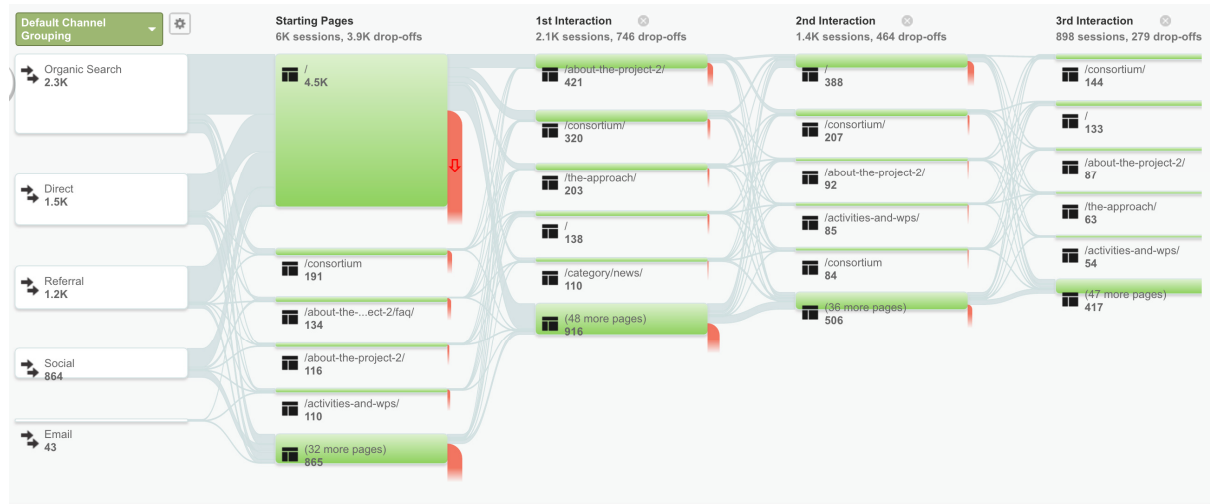 Default Channel
Grouping
Organic Search
2.3K
Direct
1.5K
Referral
1.2K
Social
864
Email
43
Starting Pages
6K sessions, 3.9K drop-offs
/
4.5K
/consortium
191
/about-the-...ect-2/faq/
134
/about-the-project-2/
116
/activities-and-wps/
110
(32 more pages)
865
1st Interaction
2.1K sessions, 746 drop-offs
/about-the-project-2/
421
/consortium/
320
/the-approach/
203
/
138
/category/news/
110
(48 more pages)
916
2nd Interaction
1.4K sessions, 464 drop-offs
/
388
/consortium/
207
/about-the-project-2/
92
/activities-and-wps/
85
/consortium
84
(36 more pages)
506
3rd Interaction
898 sessions, 279 drop-offs
/consortium/
144
/
133
/about-the-project-2/
87
/the-approach/
63
/activities-and-wps/
54
(47 more pages)
417